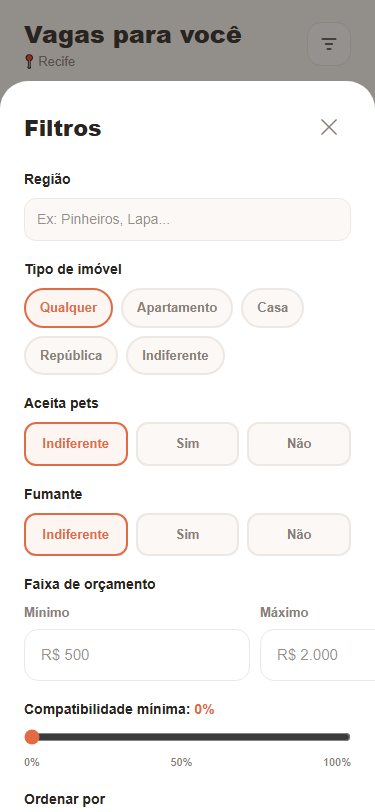 Vagas para você
Recife
Filtros
Região
Ex: Pinheiros, Lapa...
Tipo de imóvel
Qualquer Apartamento Casa
República Indiferente
Aceita pets
Indiferente Sim Não
Fumante
Indiferente Sim Não
Faixa de orçamento
Mínimo Máximo
R$ 500 R$ 2.000
Compatibilidade mínima: 0%
0% 50% 100%
Ordenar por